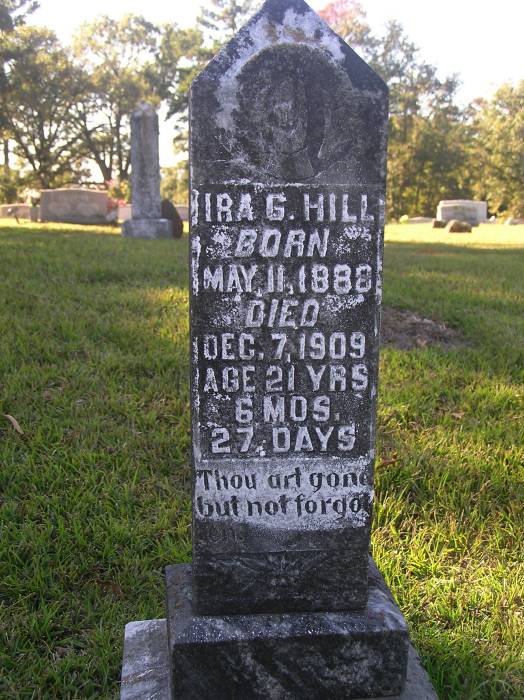 IRA G. HILL
BORN
MAY, 11, 1888
DIED
DEC, 7, 1909
AGE 21 YRS
6 MOS.
27, DAYS
Thou art gone
but not forgot